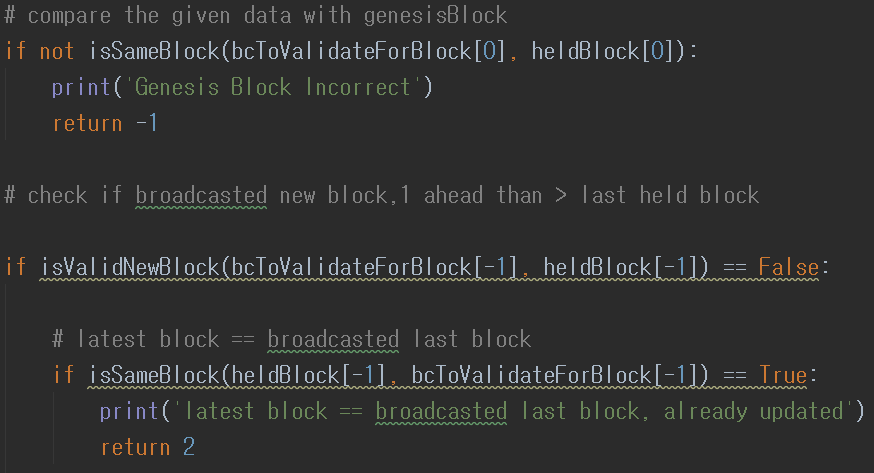 # compare the given data with genesisBlock
if not isSameBlock(bcToValidateForBlock[0], heldBlock[0]):
print('Genesis Block Incorrect')
return -1
# check if broadcasted new block,1 ahead than > last held block
if isValidNewBlock(bcToValidateForBlock[-1], heldBlock[-1]) == False:
# latest block == broadcasted last block
if isSameBlock(heldBlock[-1], bcToValidateForBlock[-1]) == True:
print('latest block == broadcasted last block, already updated')
return 2